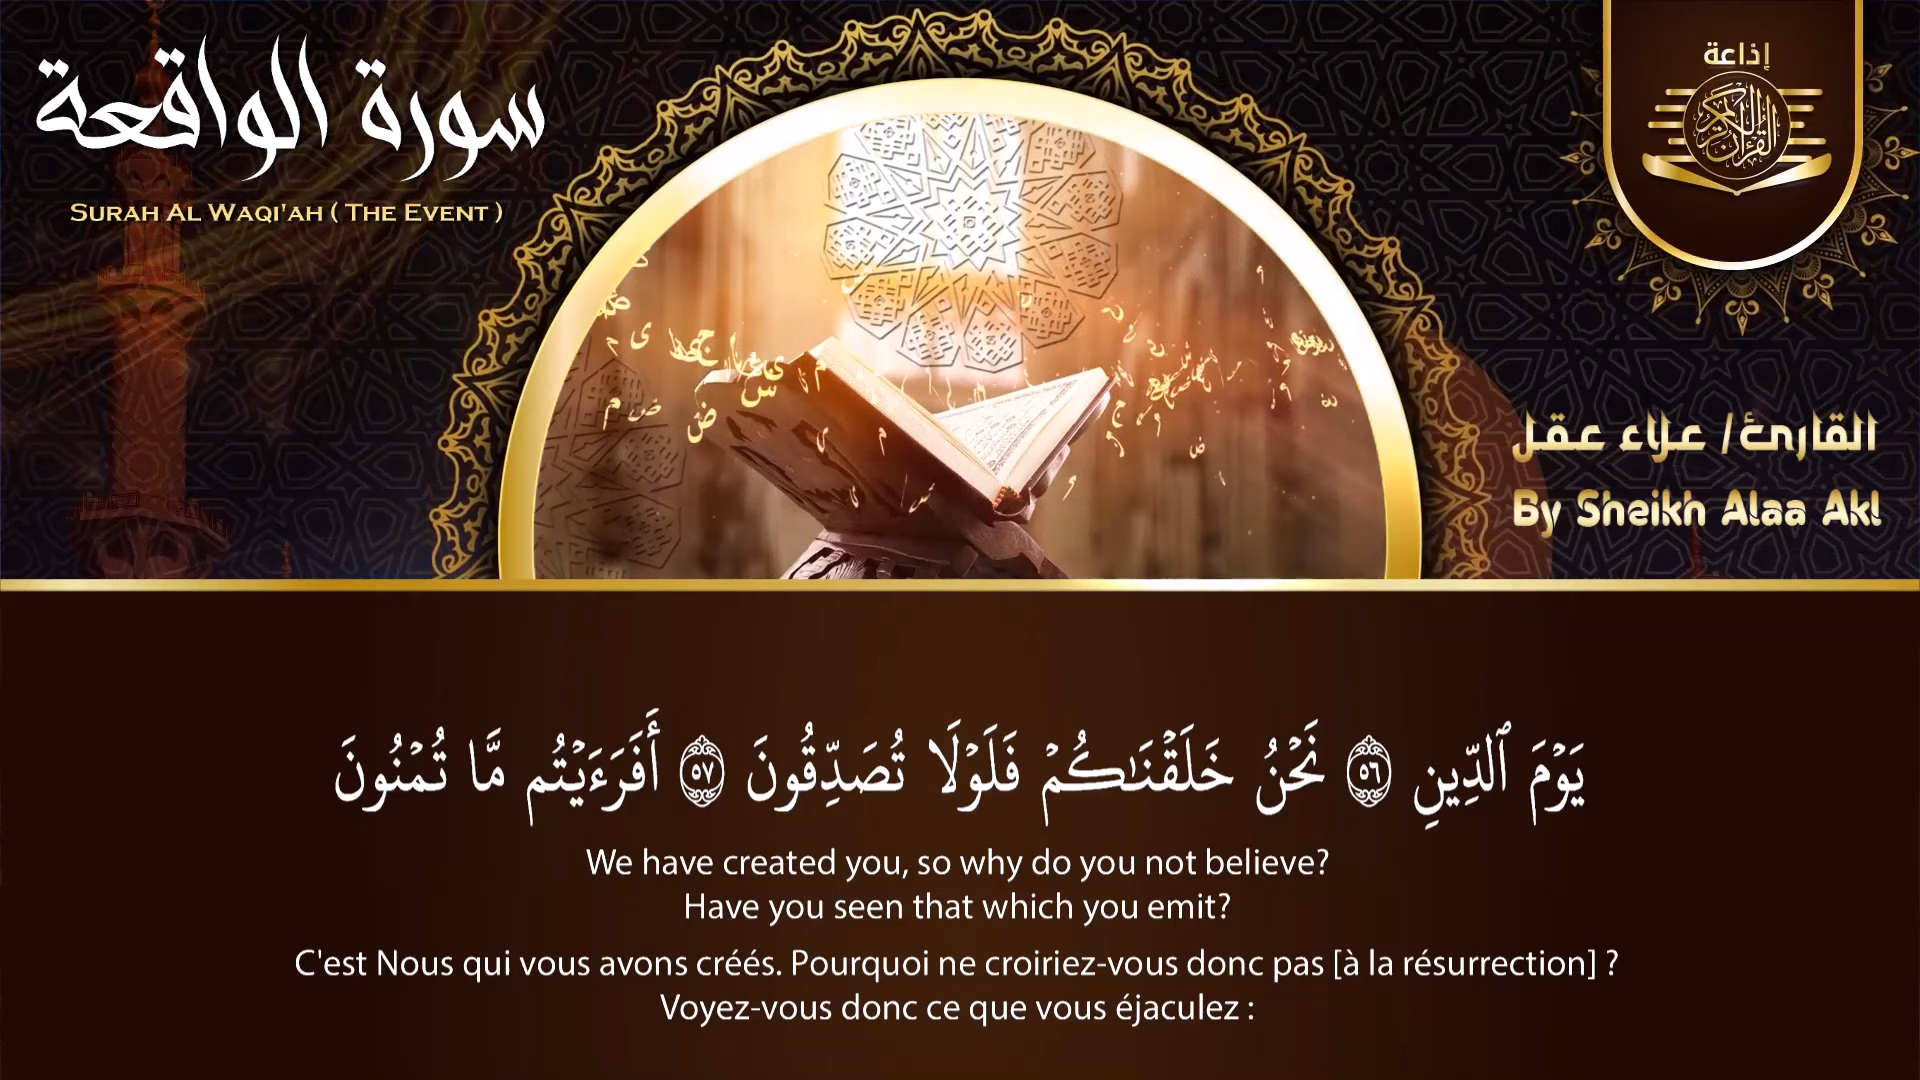 سورة الواقعة
SURAH AL WAQI'AH ( THE EVENT )
إذاعة
القرآن الكريم
القارئ/ علاء عقل
By Sheikh Alaa Akl
يَوْمَ ٱلدِّينِ ٥٦ نَحْنُ خَلَقْنَـٰكُمْ فَلَوْلَا تُصَدِّقُونَ ٥٧ أَفَرَءَيْتُم مَّا تُمْنُونَ
We have created you, so why do you not believe?
Have you seen that which you emit?
C'est Nous qui vous avons créés. Pourquoi ne croiriez-vous donc pas [à la résurrection] ?
Voyez-vous donc ce que vous éjaculez :